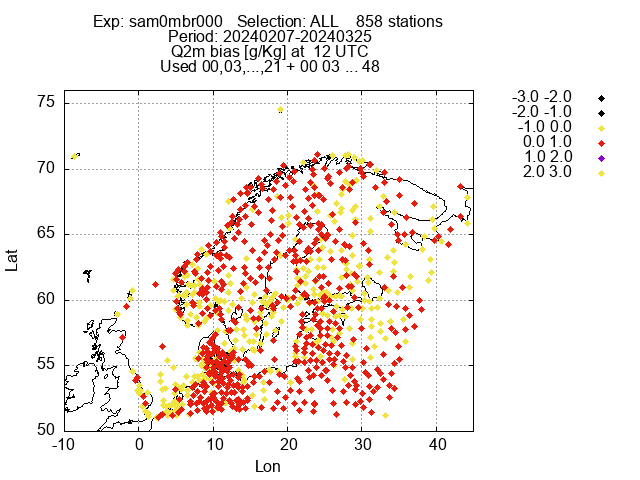 Exp: sam0mbr000   Selection: ALL    858 stations
Period: 20240207-20240325
Q2m bias [g/Kg] at  12 UTC
Used 00,03,...,21 + 00 03 ... 48
-3.0 -2.0
-2.0 -1.0
-1.0 0.0
0.0 1.0
1.0 2.0
2.0 3.0
75
70
65
60
55
50
Lat
-10 0 10 20 30 40
Lon